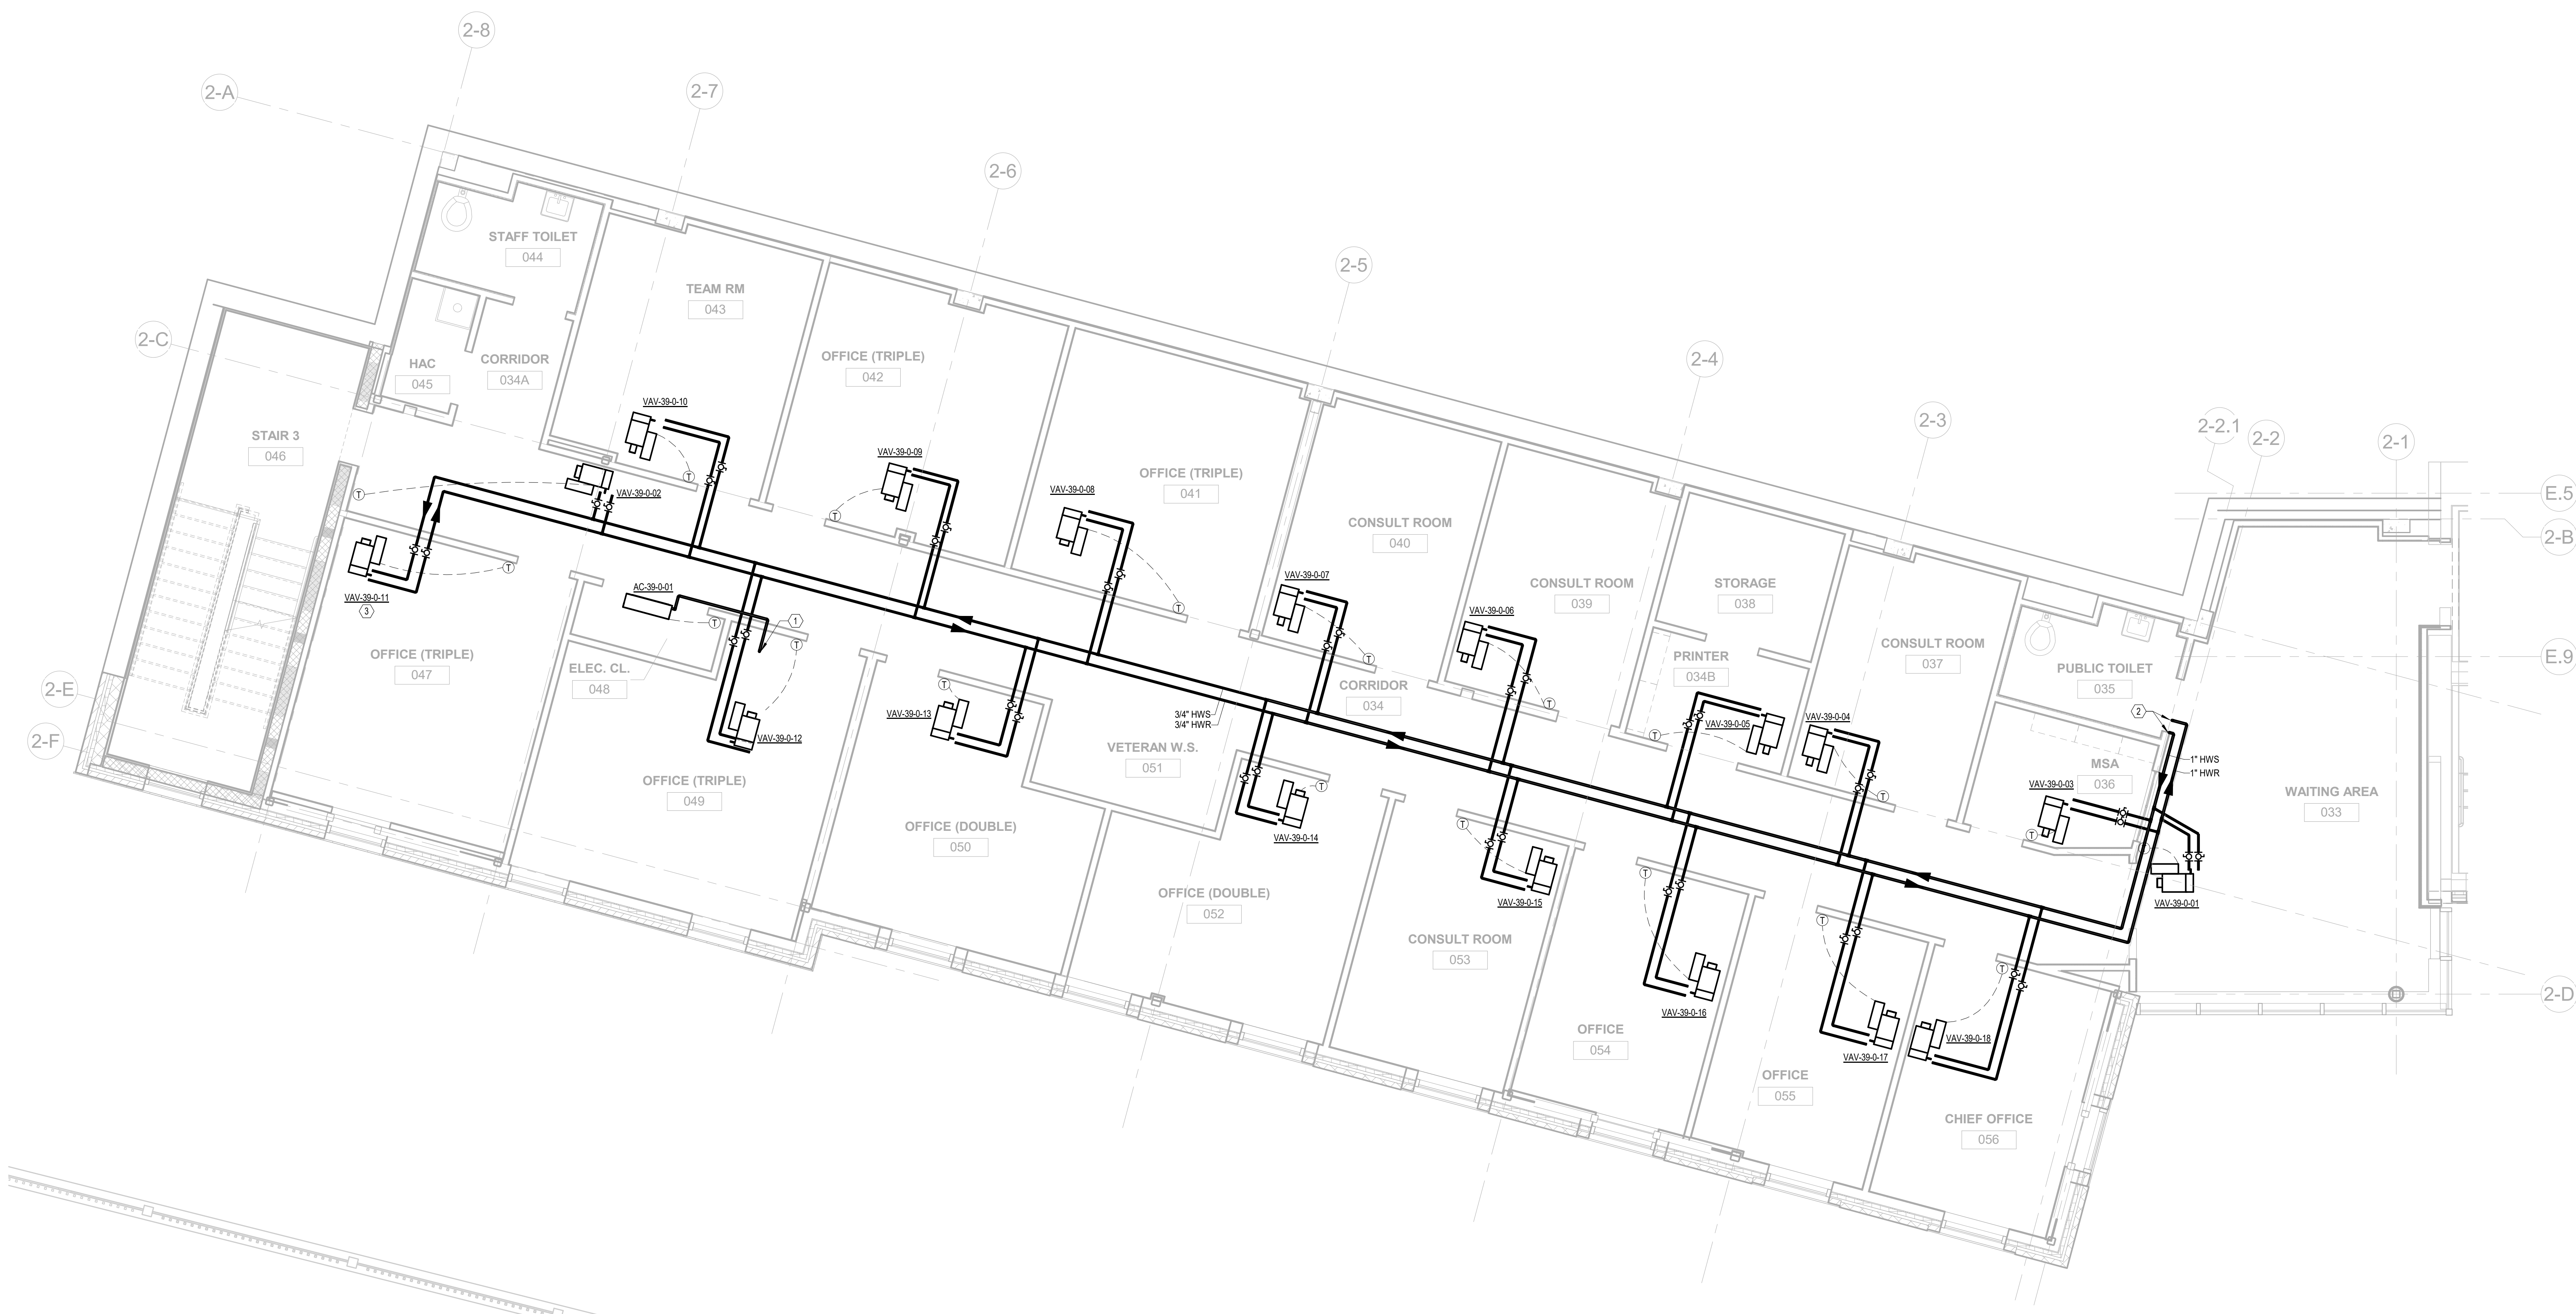 2-8
2-A
2-7
2-6
2-5
2-4
2-3
2-2.1
2-2
2-1
E.5
2-B
E.9
2-D
2-C
2-E
2-F
STAFF TOILET
044
TEAM RM
043
HAC
045
CORRIDOR
034A
OFFICE (TRIPLE)
042
OFFICE (TRIPLE)
041
STAIR 3
046
CONSULT ROOM
040
CONSULT ROOM
039
STORAGE
038
CONSULT ROOM
037
PRINTER
034B
PUBLIC TOILET
035
MSA
036
WAITING AREA
033
CORRIDOR
034
OFFICE (TRIPLE)
047
ELEC. CL.
048
OFFICE (TRIPLE)
049
OFFICE (DOUBLE)
050
VETERAN W.S.
051
OFFICE (DOUBLE)
052
CONSULT ROOM
053
OFFICE
054
OFFICE
055
CHIEF OFFICE
056
VAV-39-0-10
T
VAV-39-0-02
T
VAV-39-0-09
T
VAV-39-0-08
T
VAV-39-0-07
T
VAV-39-0-06
T
VAV-39-0-05
T
VAV-39-0-04
T
VAV-39-0-03
T
VAV-39-0-01
T
VAV-39-0-11
3
T
AC-39-0-01
T
1
VAV-39-0-12
T
VAV-39-0-13
T
VAV-39-0-14
T
VAV-39-0-15
T
VAV-39-0-16
T
VAV-39-0-17
T
VAV-39-0-18
T
3/4" HWS
3/4" HWR
2
1" HWS
1" HWR